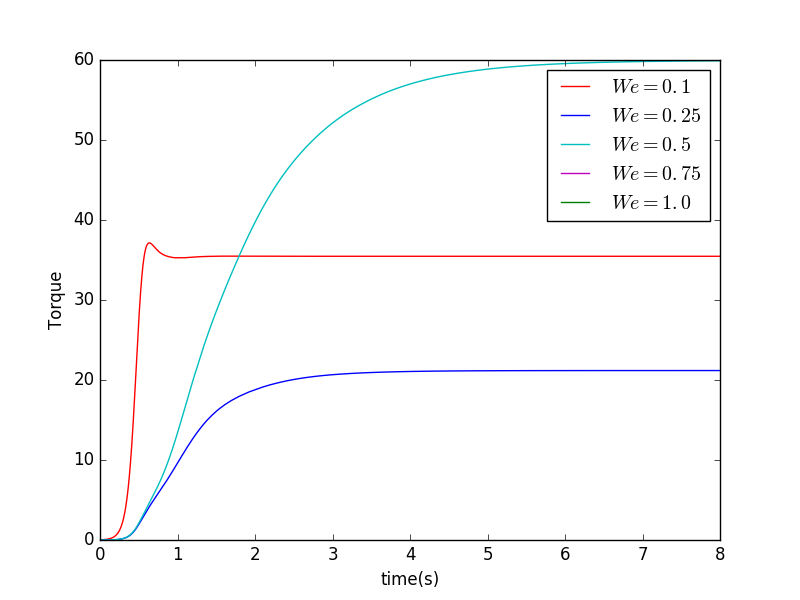 60
50
40
30
20
10
0
Torque
0 1 2 3 4 5 6 7 8
time(s)
We = 0.1
We = 0.25
We = 0.5
We = 0.75
We = 1.0